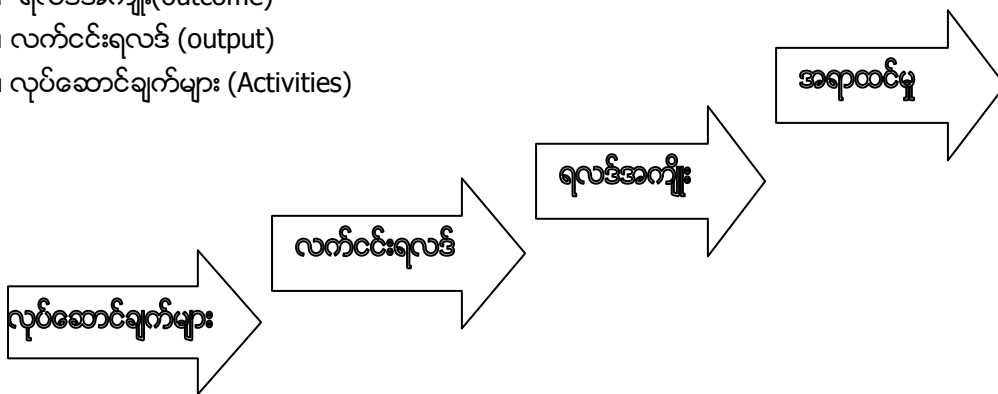 ရလဒ်အကျိုး(outcome)
၊ လက်ငင်းရလဒ် (output)
၊ လုပ်ဆောင်ချက်များ (Activities)
အရာထင်မှု
ရလဒ်အကျိုး
လက်ငင်းရလဒ်
လုပ်ဆောင်ချက်များ